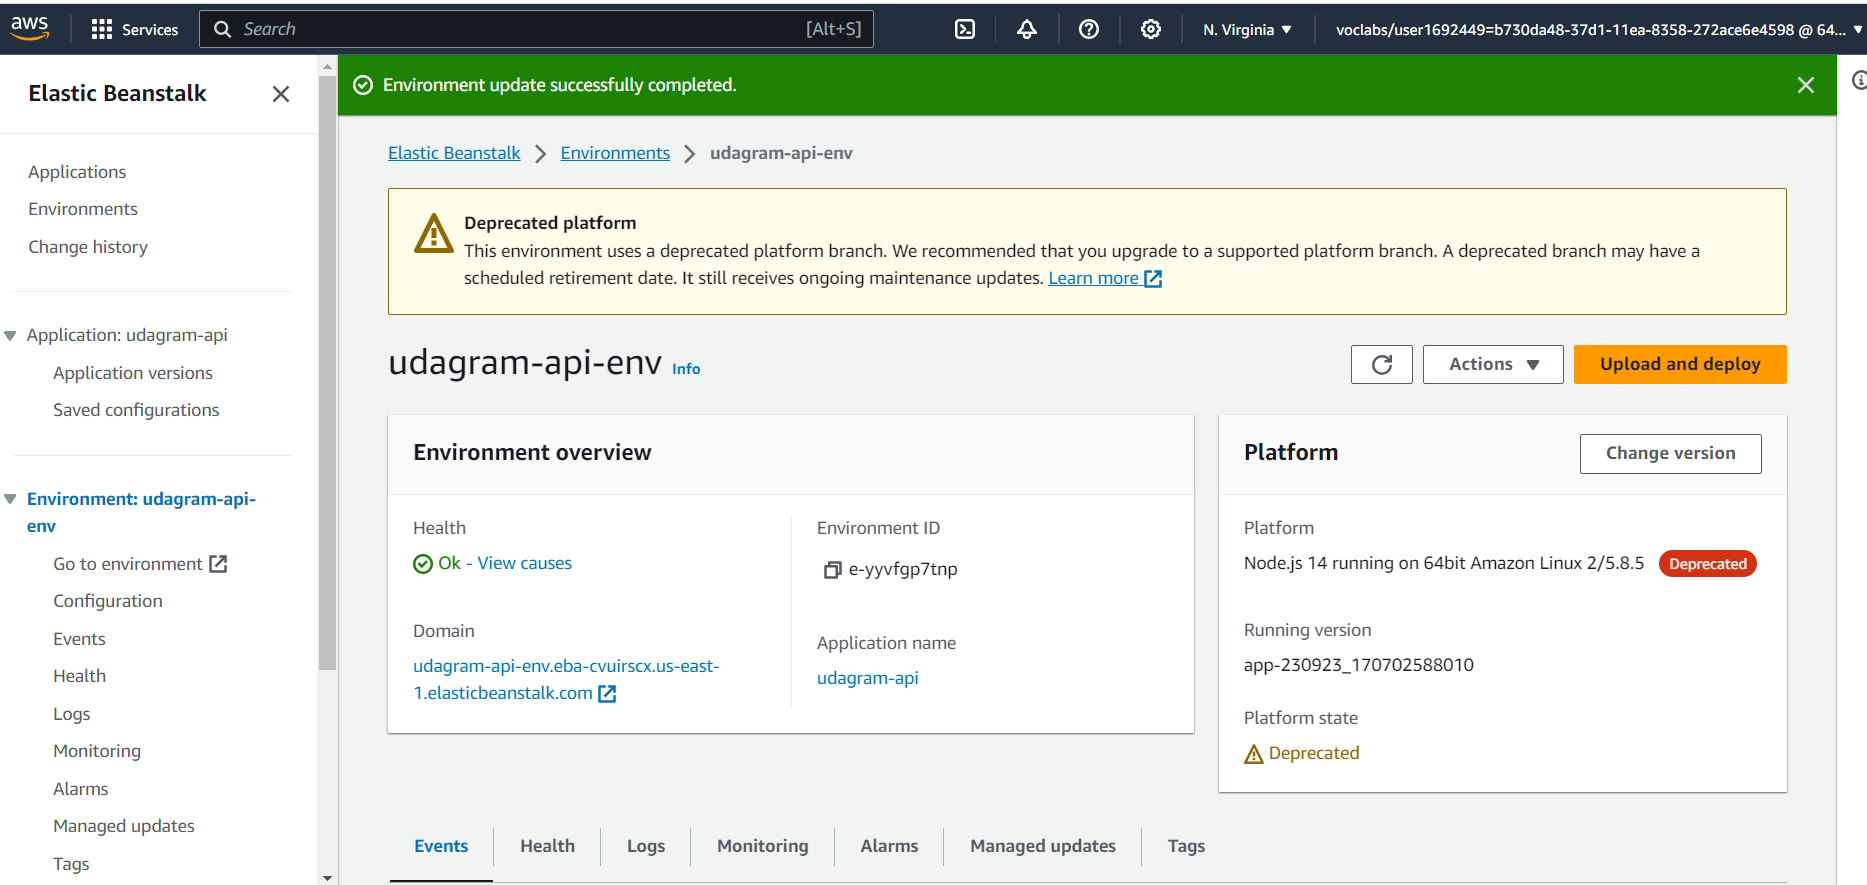 aws
Services
Search
[Alt+S]
N. Virginia
voclabs/user1692449=b730da48-37d1-11ea-8358-272ace6e4598 @ 64...
Elastic Beanstalk
Applications
Environments
Change history
Application: udagram-api
Application versions
Saved configurations
Environment: udagram-api-
env
Go to environment
Configuration
Events
Health
Logs
Monitoring
Alarms
Managed updates
Tags
Environment update successfully completed.
Elastic Beanstalk > Environments > udagram-api-env
Deprecated platform
This environment uses a deprecated platform branch. We recommended that you upgrade to a supported platform branch. A deprecated branch may have a
scheduled retirement date. It still receives ongoing maintenance updates. Learn more
udagram-api-env Info
Actions
Upload and deploy
Environment overview
Health
Ok - View causes
Domain
udagram-api-env.eba-cvuirscx.us-east-
1.elasticbeanstalk.com
Environment ID
e-yyvfgp7tnp
Application name
udagram-api
Platform
Change version
Platform
Node.js 14 running on 64bit Amazon Linux 2/5.8.5 Deprecated
Running version
app-230923_170702588010
Platform state
Deprecated
Events
Health
Logs
Monitoring
Alarms
Managed updates
Tags